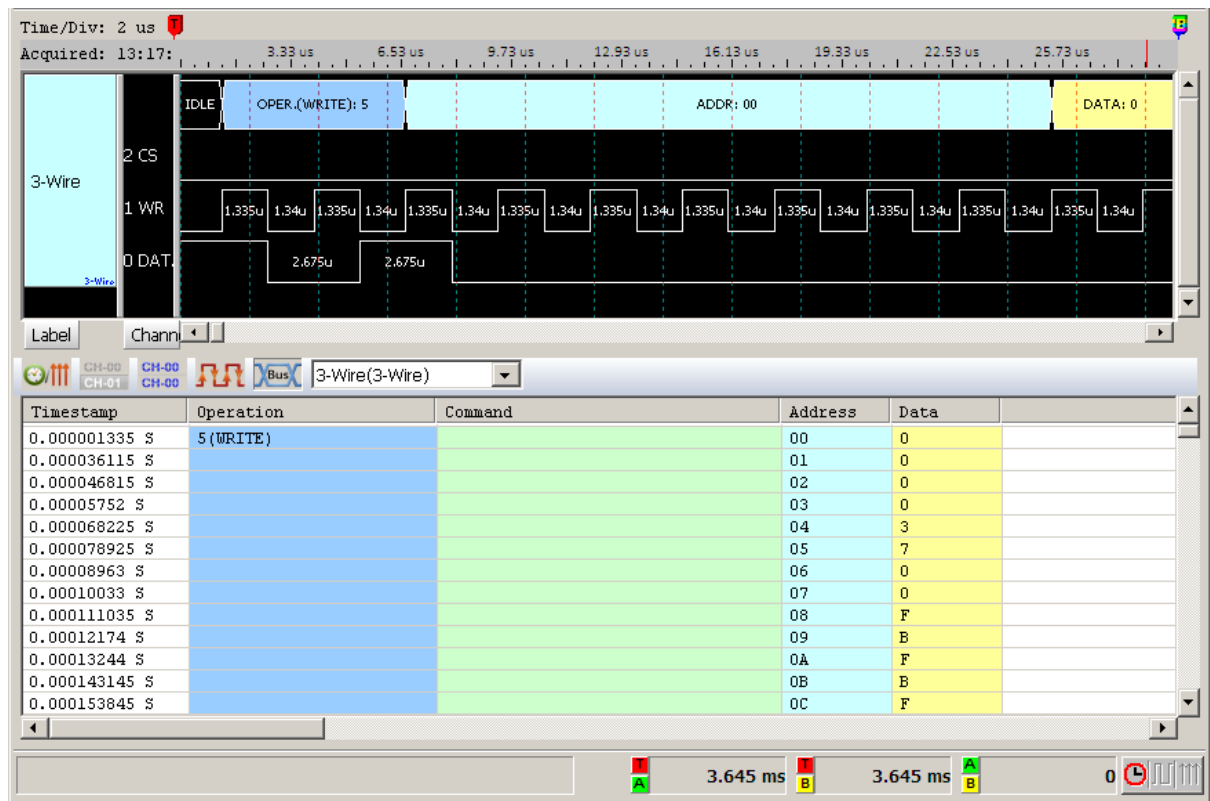 Time/Div: 2 us T B
Acquired: 13:17: 3.33 us 6.53 us 9.73 us 12.93 us 16.13 us 19.33 us 22.53 us 25.73 us
IDLE OPER.(WRITE): 5 ADDR: 00 DATA: 0
2 CS
3-Wire
1 WR 1.335u 1.34u 1.335u 1.34u 1.335u 1.34u 1.335u 1.34u 1.335u 1.34u 1.335u 1.34u 1.335u 1.34u 1.335u 1.34u 1.335u 1.34u 1.335u 1.34u
0 DAT. 2.675u 2.675u
3-Wire
Label Chann
CH-00 CH-00
CH-01 CH-00
Bus 3-Wire(3-Wire)
Timestamp Operation Command Address Data
0.000001335 S 5(WRITE) 00 0
0.000036115 S 01 0
0.000046815 S 02 0
0.00005752 S 03 0
0.000068225 S 04 3
0.000078925 S 05 7
0.00008963 S 06 0
0.00010033 S 07 0
0.000111035 S 08 F
0.00012174 S 09 B
0.00013244 S 0A F
0.000143145 S 0B B
0.000153845 S 0C F
T A 3.645 ms T B 3.645 ms A B 0